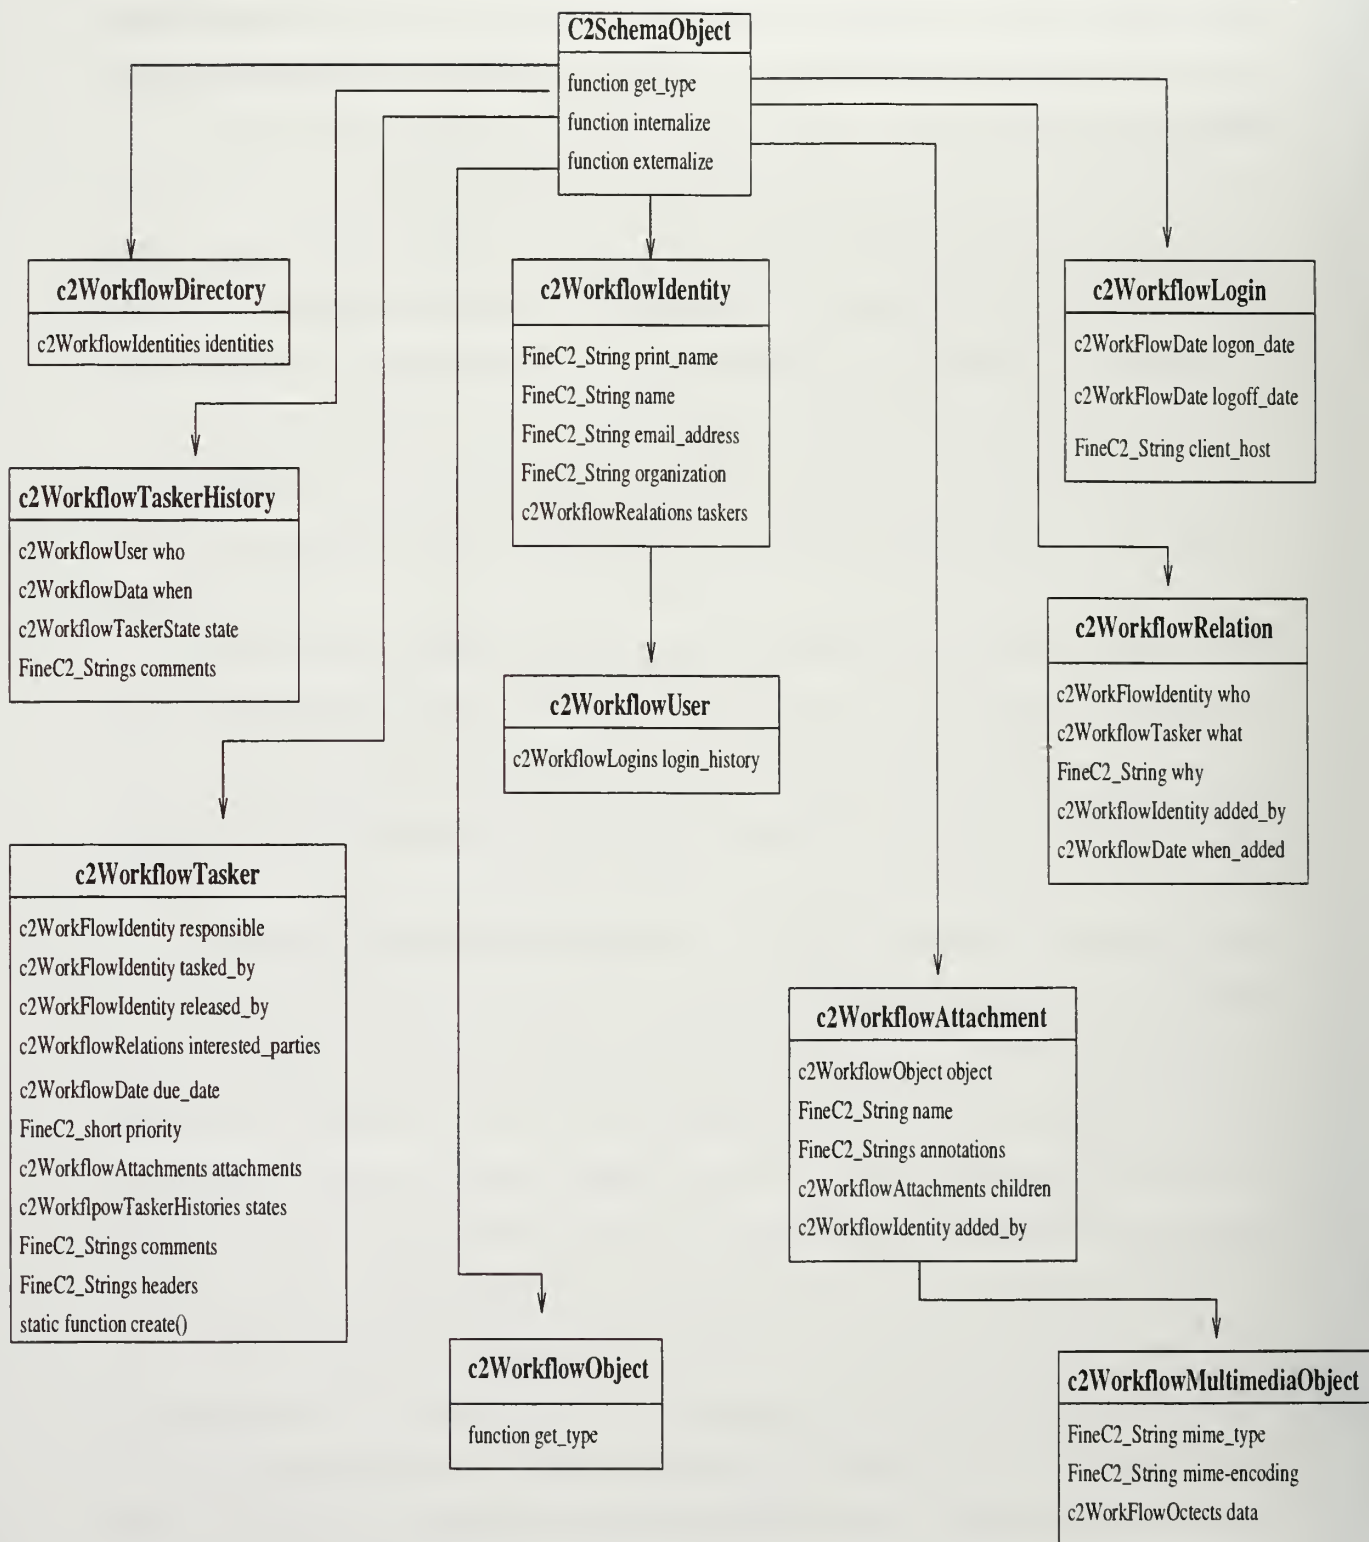 C2SchemaObject
function get_type
function internalize
function externalize
c2WorkflowDirectory
c2WorkflowIdentities identities
c2WorkflowIdentity
FineC2_String print_name
FineC2_String name
FineC2_String email_address
FineC2_String organization
c2WorkflowRealations taskers
c2WorkflowLogin
c2WorkFlowDate logon_date
c2WorkFlowDate logoff_date
FineC2_String client_host
c2WorkflowTaskerHistory
c2WorkflowUser who
c2WorkflowData when
c2WorkflowTaskerState state
FineC2_Strings comments
c2WorkflowRelation
c2WorkFlowIdentity who
c2WorkflowTasker what
FineC2_String why
c2WorkflowIdentity added_by
c2WorkflowDate when_added
c2WorkflowUser
c2WorkflowLogins login_history
c2WorkflowTasker
c2WorkFlowIdentity responsible
c2WorkFlowIdentity tasked_by
c2WorkFlowIdentity released_by
c2WorkflowRelations interested_parties
c2WorkflowDate due_date
FineC2_short priority
c2WorkflowAttachments attachments
c2WorkflpowTaskerHistories states
FineC2_Strings comments
FineC2_Strings headers
static function create()
c2WorkflowAttachment
c2WorkflowObject object
FineC2_String name
FineC2_Strings annotations
c2WorkflowAttachments children
c2WorkflowIdentity added_by
c2WorkflowObject
function get_type
c2WorkflowMultimediaObject
FineC2_String mime_type
FineC2_String mime-encoding
c2WorkFlowOctects data